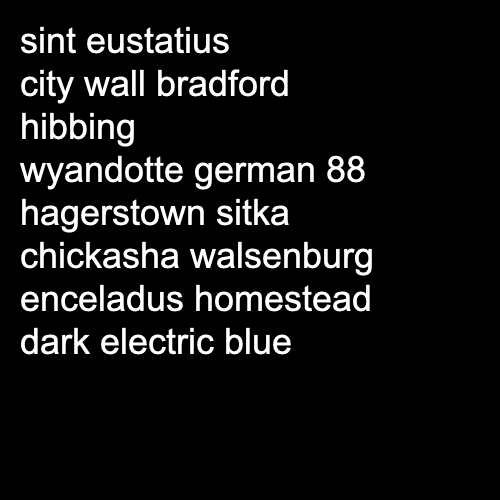 sint eustatius
city wall bradford
hibbing
wyandotte german 88
hagerstown sitka
chickasha walsenburg
enceladus homestead
dark electric blue